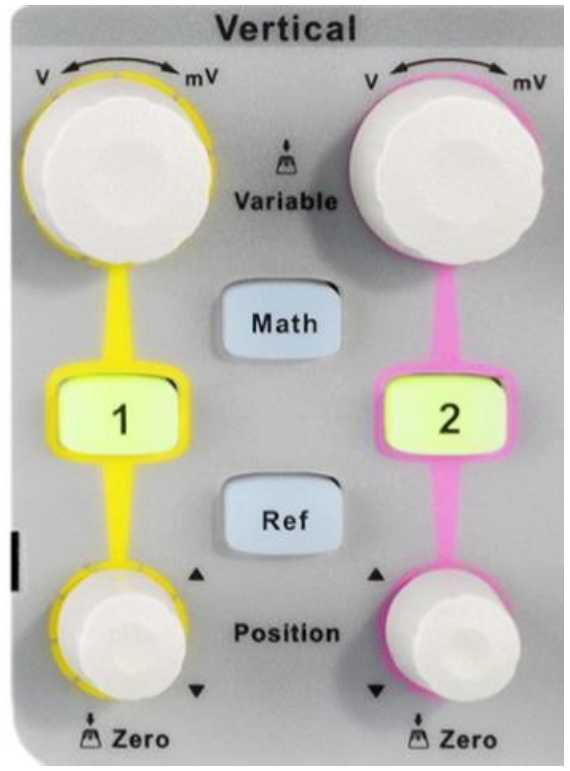 Vertical
V mV V mV
Variable
Math
1 2
Ref
Position
Zero Zero